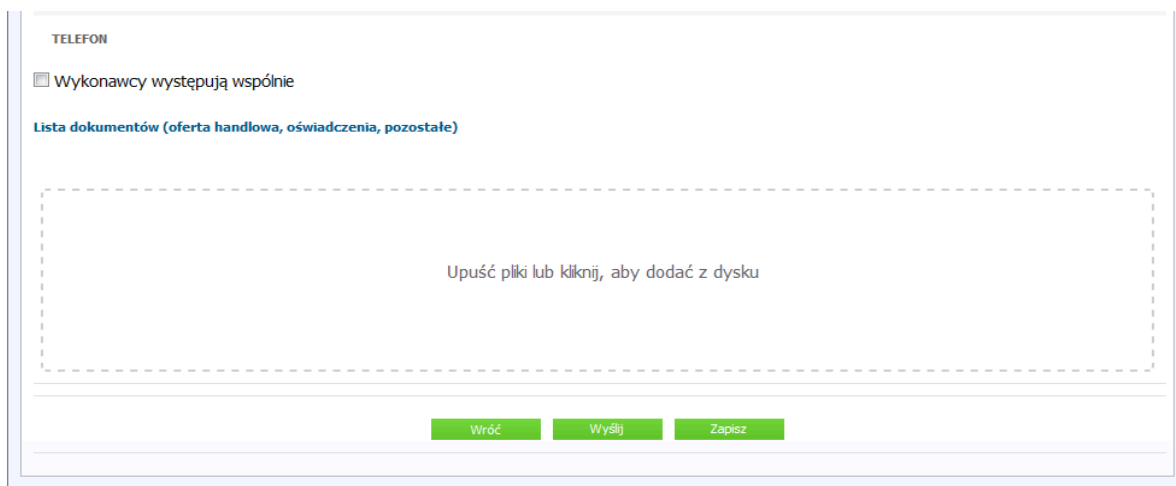 TELEFON
Wykonawcy występują wspólnie
Lista dokumentów (oferta handlowa, oświadczenia, pozostałe)
Upuść pliki lub kliknij, aby dodać z dysku
Wróć Wyślij Zapisz